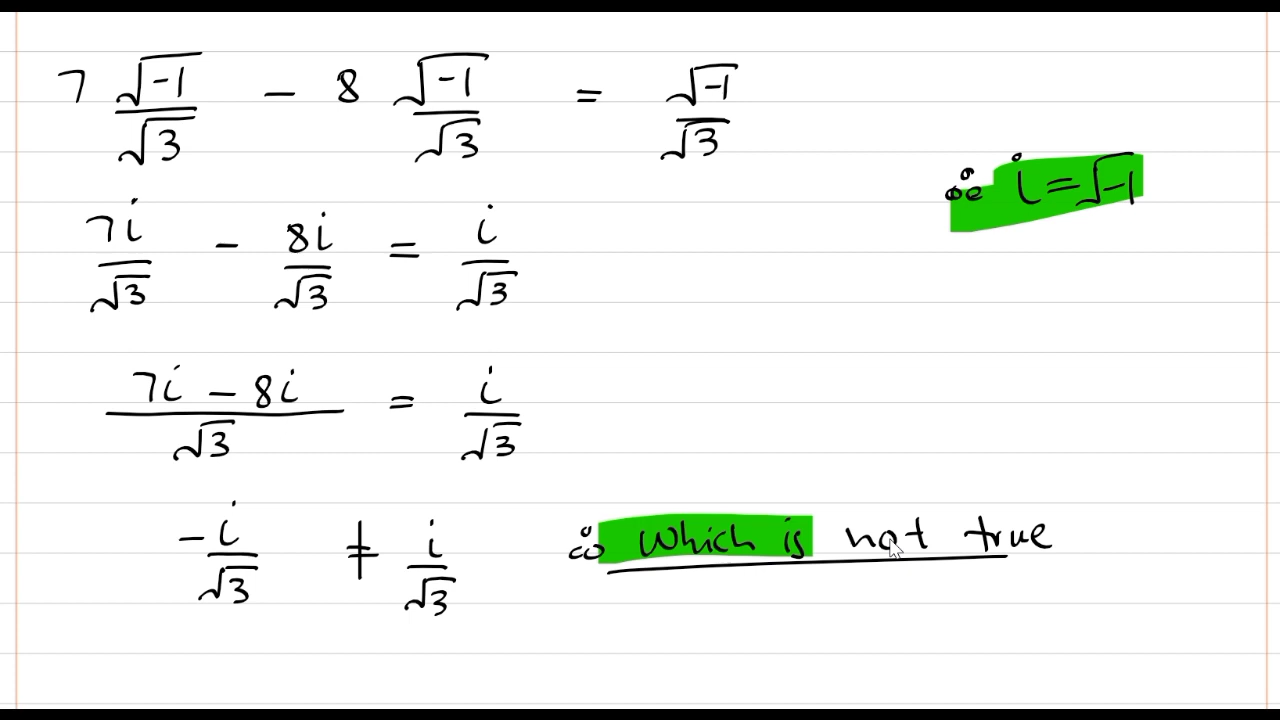 7 √-1/√3 - 8 √-1/√3 = √-1/√3
∵ i = √-1
7i/√3 - 8i/√3 = i/√3
7i - 8i/√3 = i/√3
-i/√3 ≠ i/√3 ∵ which is not true